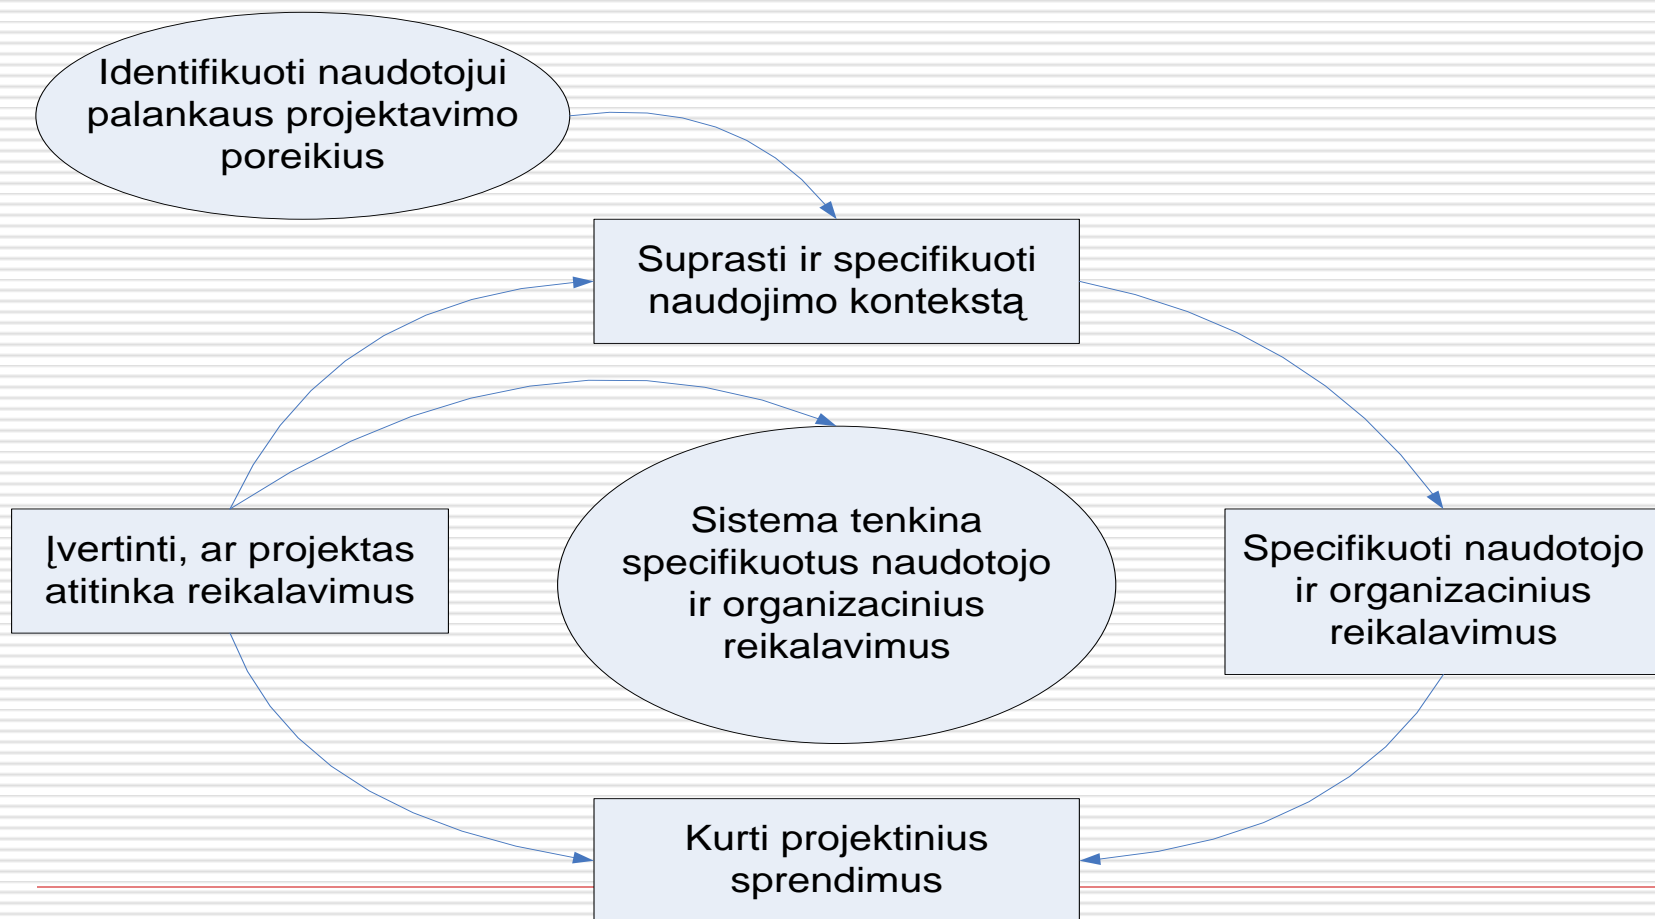 Identifikuoti naudotojui
palankaus projektavimo
poreikius
Suprasti ir specifikuoti
naudojimo kontekstą
Įvertinti, ar projektas
atitinka reikalavimus
Sistema tenkina
specifikuotus naudotojo
ir organizacinius
reikalavimus
Specifikuoti naudotojo
ir organizacinius
reikalavimus
Kurti projektinius
sprendimus